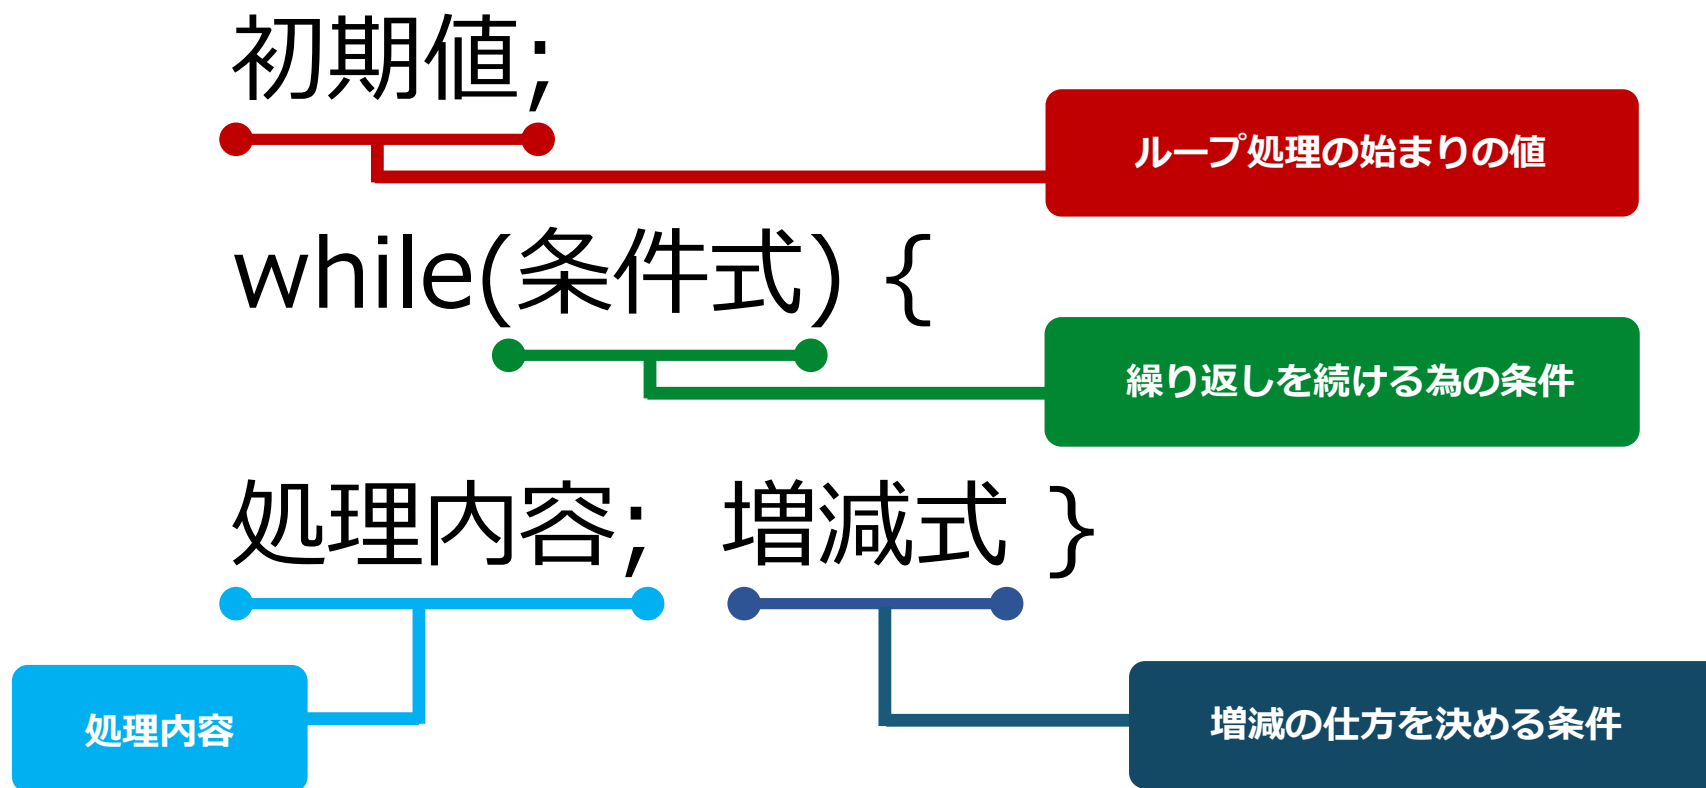 初期値;
ループ処理の始まりの値
while(条件式) {
繰り返しを続ける為の条件
処理内容; 増減式 }
処理内容
増減の仕方を決める条件